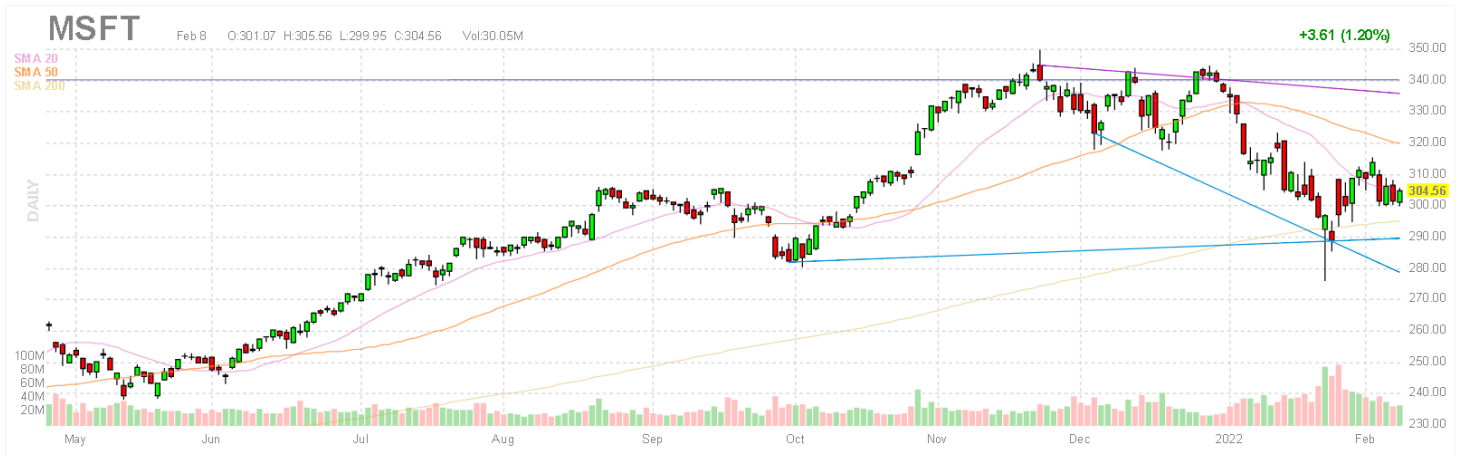 MSFT Feb 8 O:301.07 H:305.56 L:299.95 C:304.56 Vol:30.05M +3.61 (1.20%)
SMA 20
SMA 50
SMA 200
DAILY
350.00
340.00
330.00
320.00
310.00
304.56
300.00
290.00
280.00
270.00
260.00
250.00
240.00
230.00
100M
80M
60M
40M
20M
May Jun Jul Aug Sep Oct Nov Dec 2022 Feb